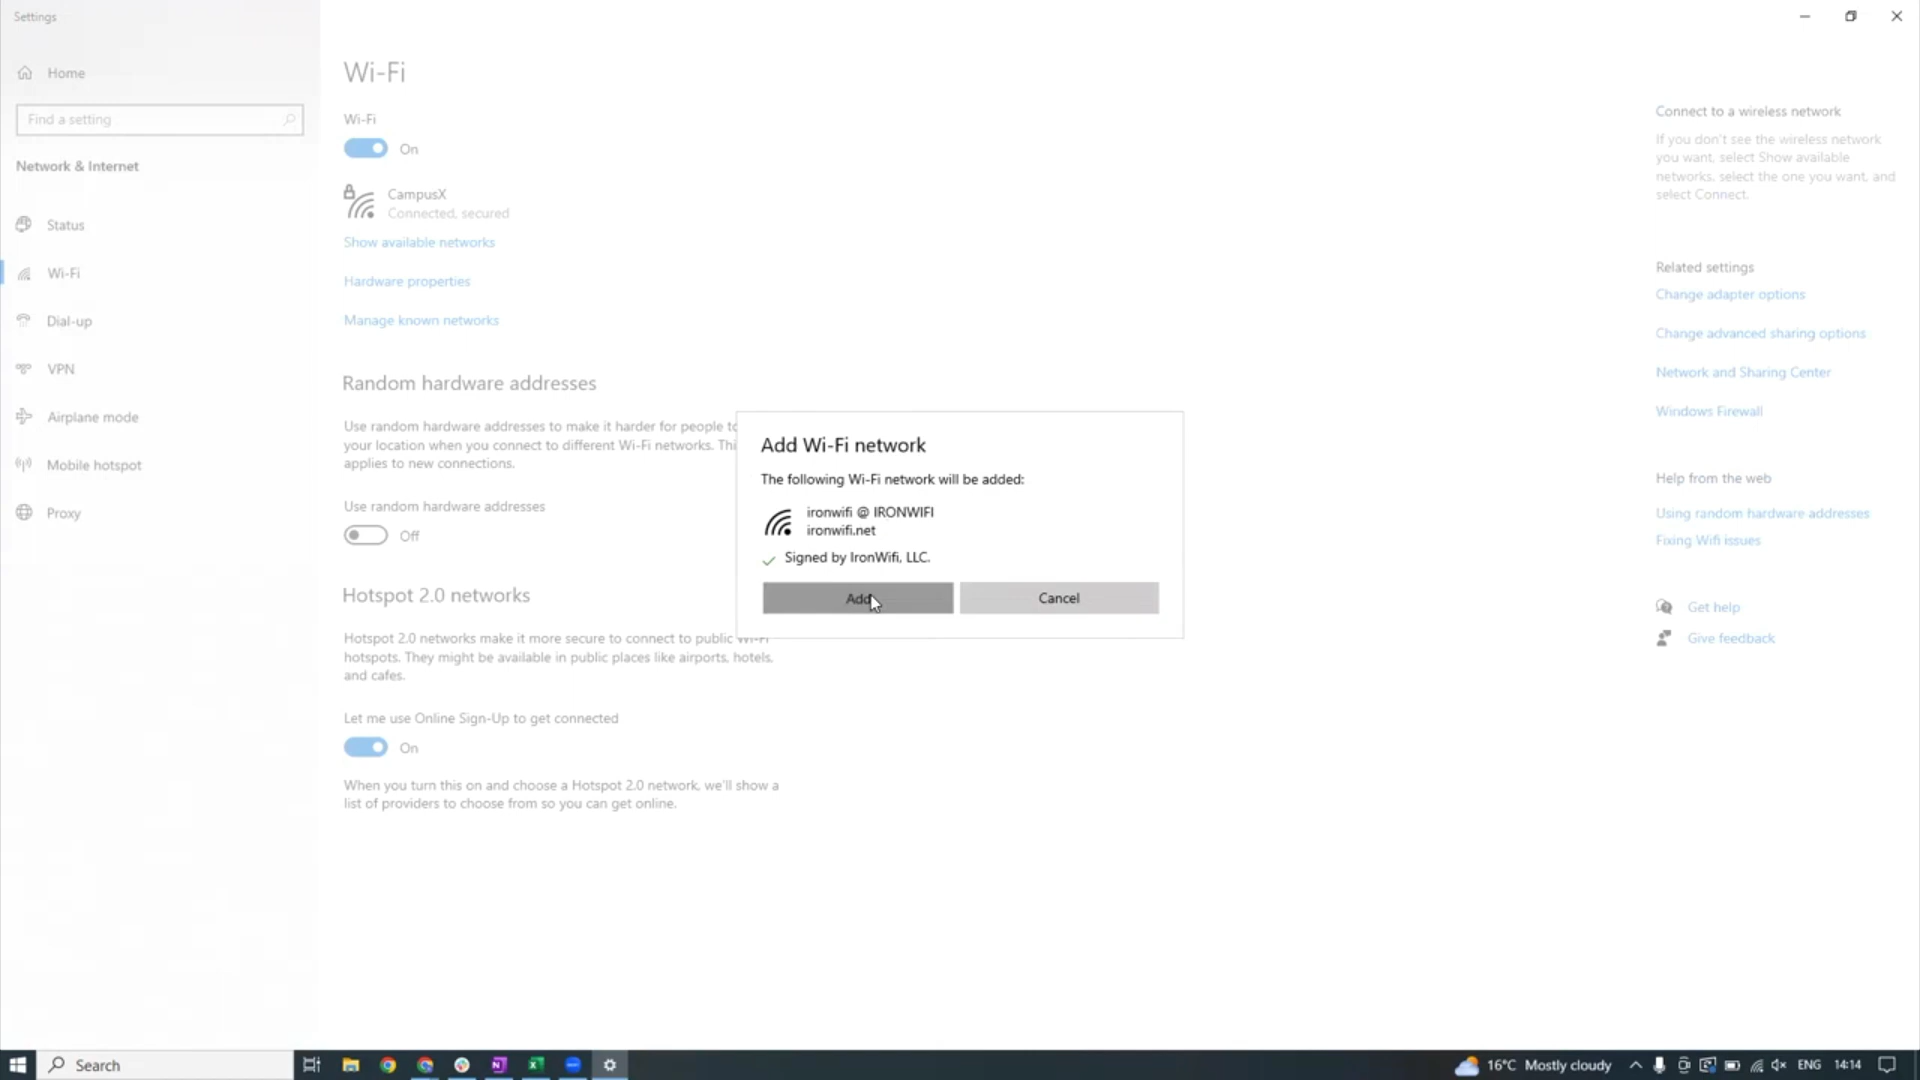 Settings
Home
Find a setting
Network & Internet
Status
Wi-Fi
Dial-up
VPN
Airplane mode
Mobile hotspot
Proxy
Wi-Fi
Wi-Fi
On
CampusX
Connected, secured
Show available networks
Hardware properties
Manage known networks
Random hardware addresses
Use random hardware addresses to make it harder for people to
your location when you connect to different Wi-Fi networks. Thi
applies to new connections.
Use random hardware addresses
Off
Hotspot 2.0 networks
Hotspot 2.0 networks make it more secure to connect to public Wi-Fi
hotspots. They might be available in public places like airports, hotels,
and cafes.
Let me use Online Sign-Up to get connected
On
When you turn this on and choose a Hotspot 2.0 network, we'll show a
list of providers to choose from so you can get online.
Add Wi-Fi network
The following Wi-Fi network will be added:
ironwifi @ IRONWIFI
ironwifi.net
Signed by IronWifi, LLC.
Add
Cancel
Connect to a wireless network
If you don't see the wireless network
you want, select Show available
networks, select the one you want, and
select Connect.
Related settings
Change adapter options
Change advanced sharing options
Network and Sharing Center
Windows Firewall
Help from the web
Using random hardware addresses
Fixing Wifi issues
Get help
Give feedback
Search
16°C Mostly cloudy
ENG
14:14